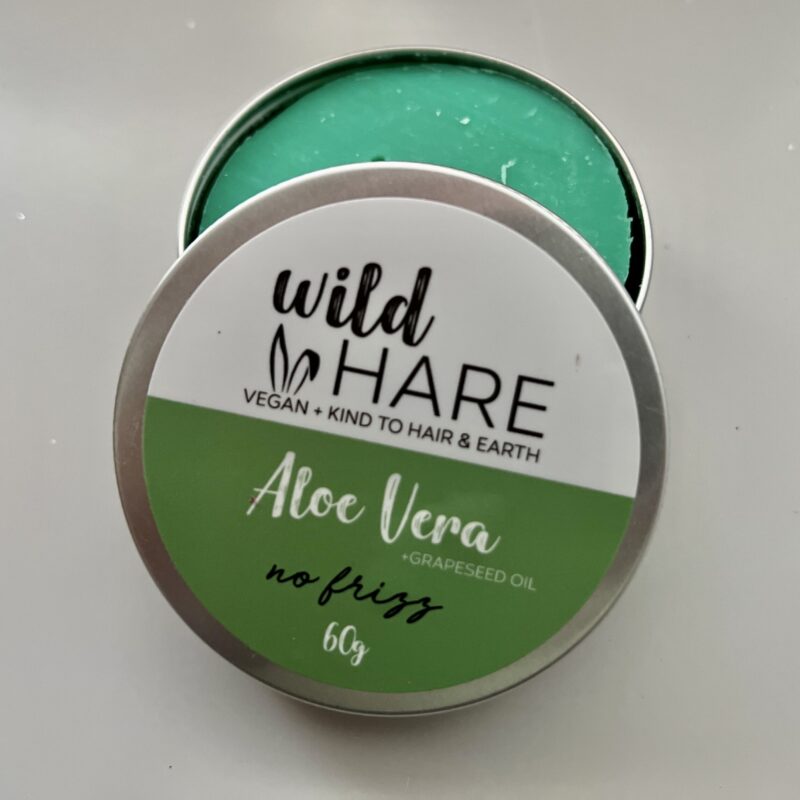 wild
HARE
VEGAN + KIND TO HAIR & EARTH
Aloe Vera
+GRAPESEED OIL
no frizz
60g